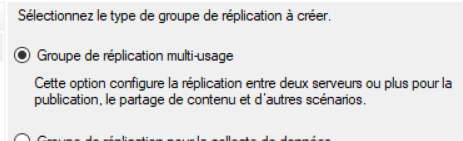 Sélectionnez le type de groupe de réplication à créer.
Groupe de réplication multi-usage
Cette option configure la réplication entre deux serveurs ou plus pour la
publication, le partage de contenu et d'autres scénarios.
Groupe de réplication pour la collecte de données